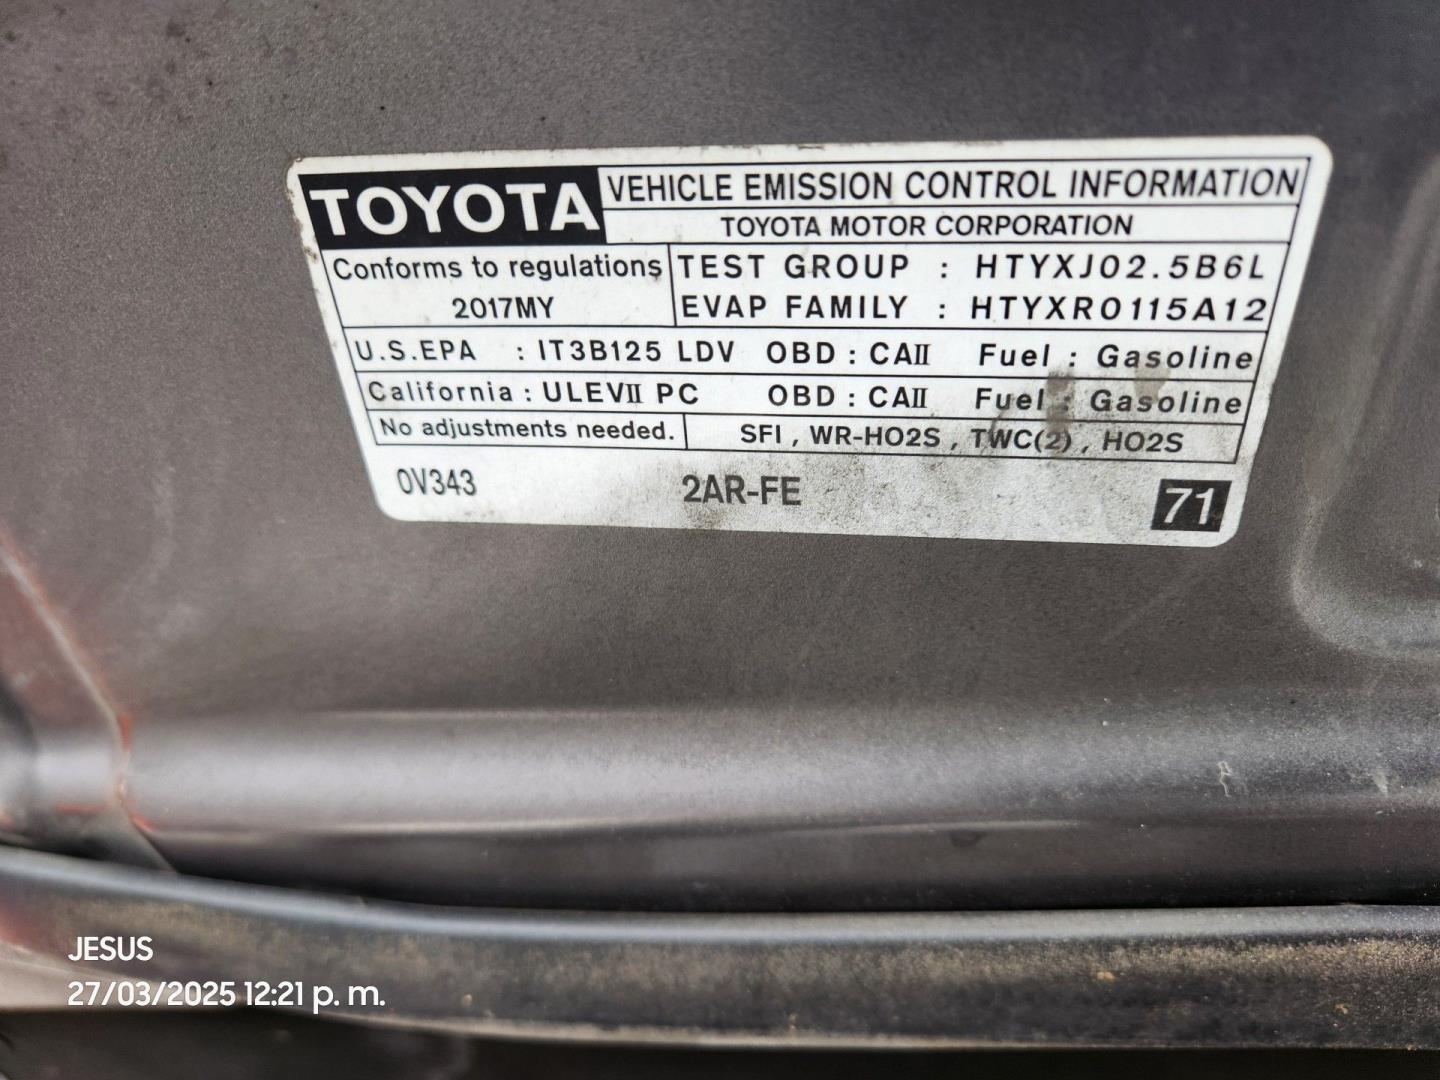 TOYOTA VEHICLE EMISSION CONTROL INFORMATION
TOYOTA MOTOR CORPORATION
Conforms to regulations
2017MY
TEST GROUP : HTYXJ02.5B6L
EVAP FAMILY : HTYXR0115A12
U.S.EPA : IT3B125 LDV OBD : CAⅡ Fuel : Gasoline
California : ULEVⅡ PC OBD : CAⅡ Fuel : Gasoline
No adjustments needed. SFI , WR-HO2S , TWC(2) , HO2S
0V343 2AR-FE 71
JESUS
27/03/2025 12:21 p. m.